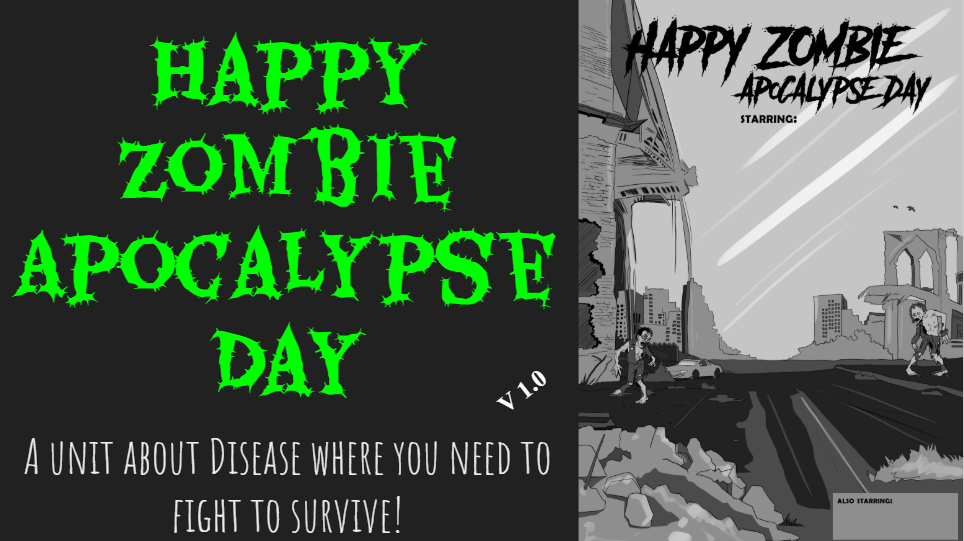 HAPPY
ZOMBIE
APOCALYPSE
DAY
V 1.0
A UNIT ABOUT DISEASE WHERE YOU NEED TO
FIGHT TO SURVIVE!
HAPPY ZOMBIE
APOCALYPSE DAY
STARRING:
ALSO STARRING: